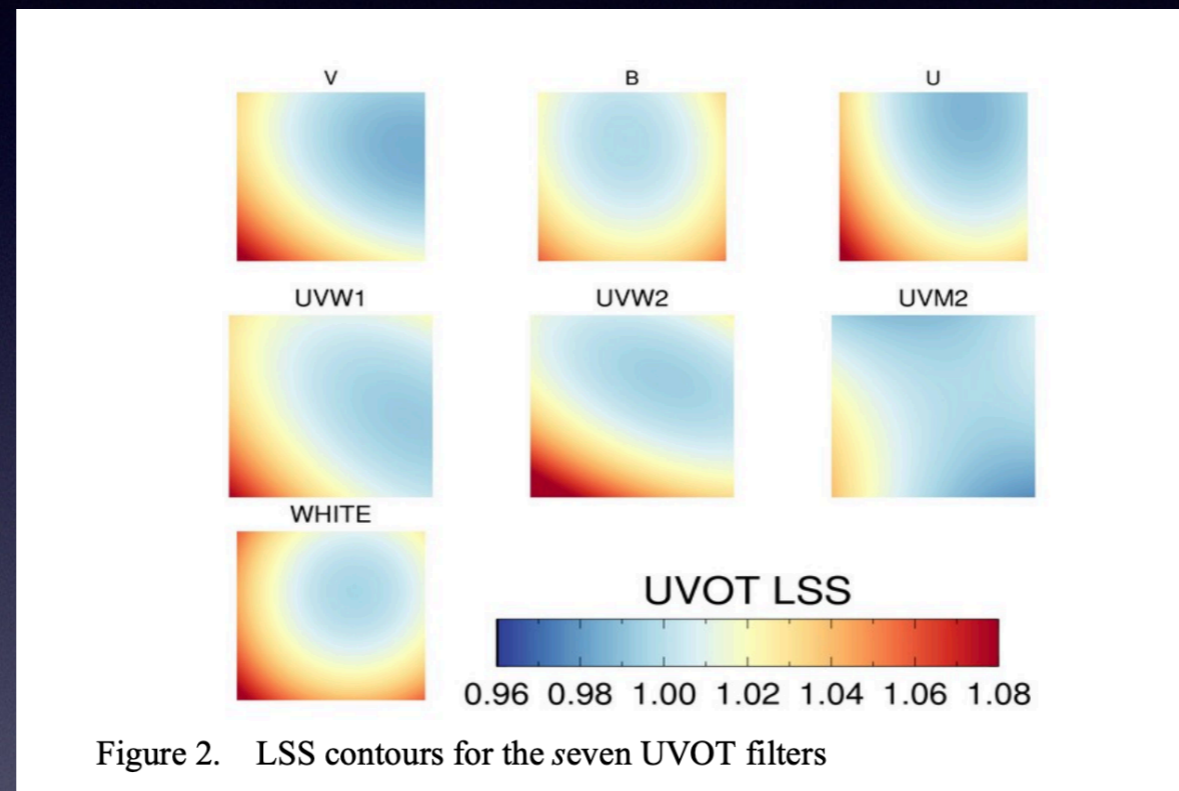 V B U
UVW1 UVW2 UVM2
WHITE
UVOT LSS
0.96 0.98 1.00 1.02 1.04 1.06 1.08
Figure 2. LSS contours for the seven UVOT filters